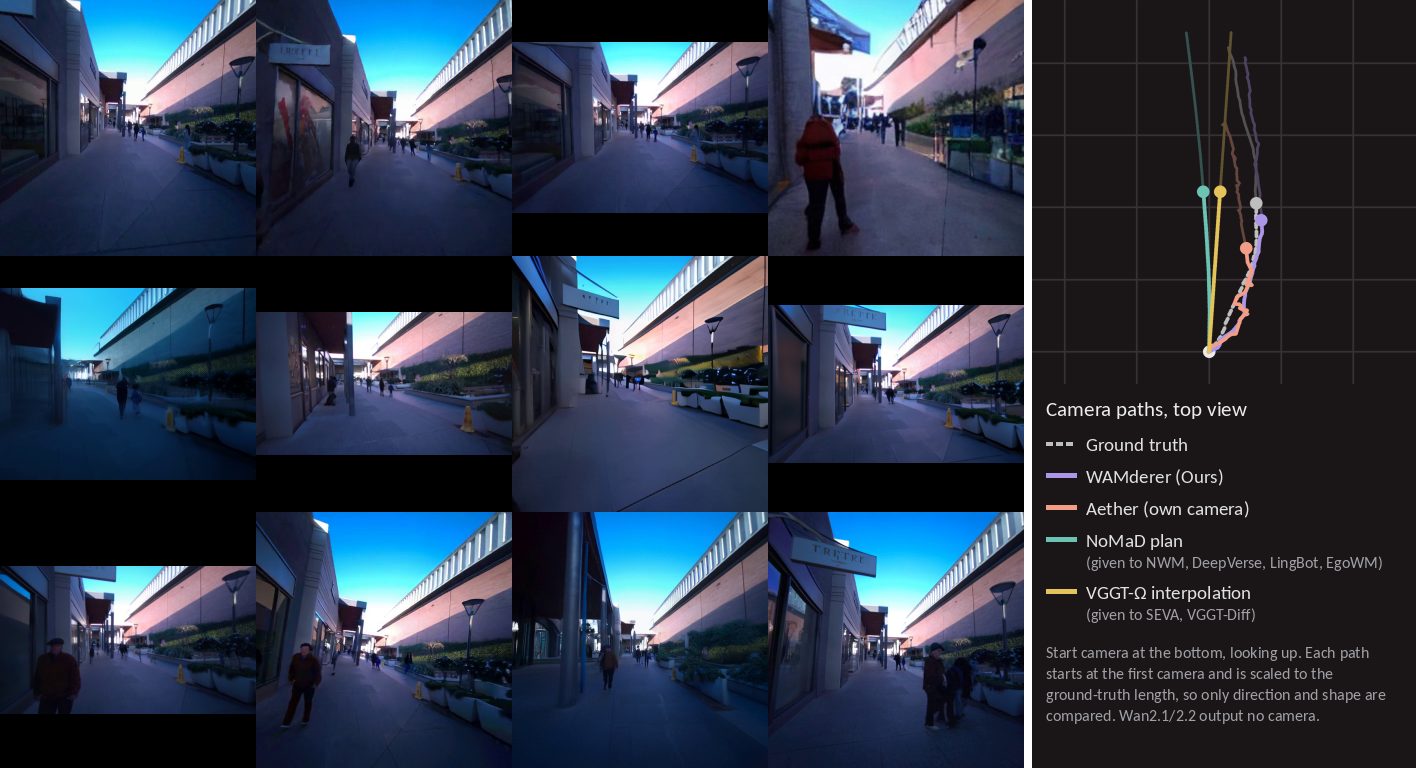 Camera paths, top view
Ground truth
WAMderer (Ours)
Aether (own camera)
NoMaD plan
(given to NWM, DeepVerse, LingBot, EgoWM)
VGGT-Ω interpolation
(given to SEVA, VGGT-Diff)
Start camera at the bottom, looking up. Each path
starts at the first camera and is scaled to the
ground-truth length, so only direction and shape are
compared. Wan2.1/2.2 output no camera.